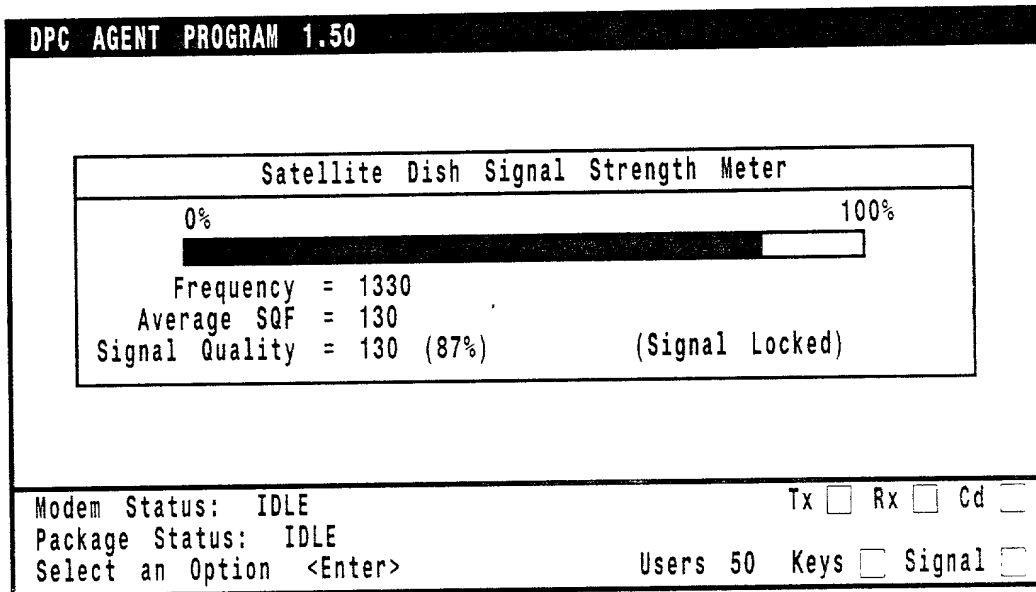 DPC AGENT PROGRAM 1.50
Satellite Dish Signal Strength Meter
0% 100%
Frequency = 1330
Average SQF = 130
Signal Quality = 130 (87%) (Signal Locked)
Modem Status: IDLE Tx Rx Cd
Package Status: IDLE
Select an Option <Enter> Users 50 Keys Signal